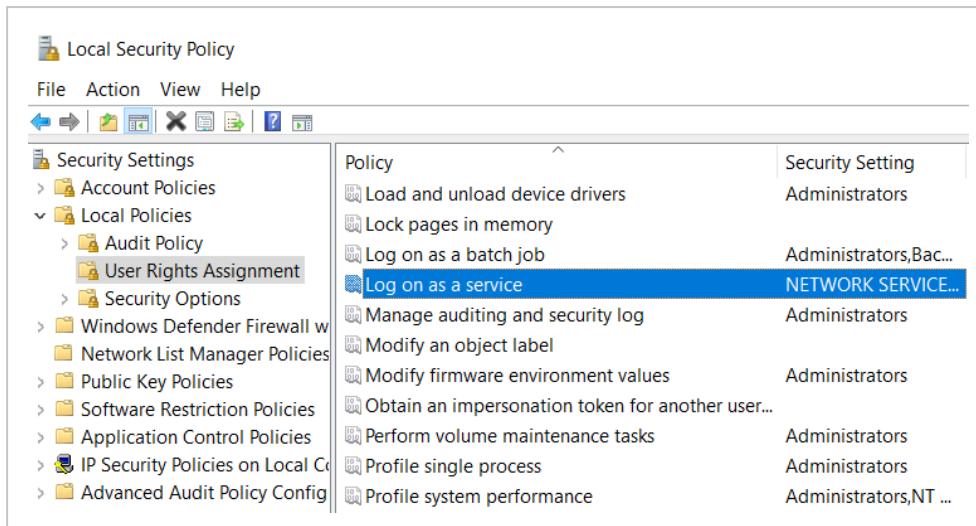 Local Security Policy
File Action View Help
Security Settings
Account Policies
Local Policies
Audit Policy
User Rights Assignment
Security Options
Windows Defender Firewall w
Network List Manager Policies
Public Key Policies
Software Restriction Policies
Application Control Policies
IP Security Policies on Local Co
Advanced Audit Policy Config
Policy Security Setting
Load and unload device drivers Administrators
Lock pages in memory
Log on as a batch job Administrators,Bac...
Log on as a service NETWORK SERVICE...
Manage auditing and security log Administrators
Modify an object label
Modify firmware environment values Administrators
Obtain an impersonation token for another user...
Perform volume maintenance tasks Administrators
Profile single process Administrators
Profile system performance Administrators,NT ...